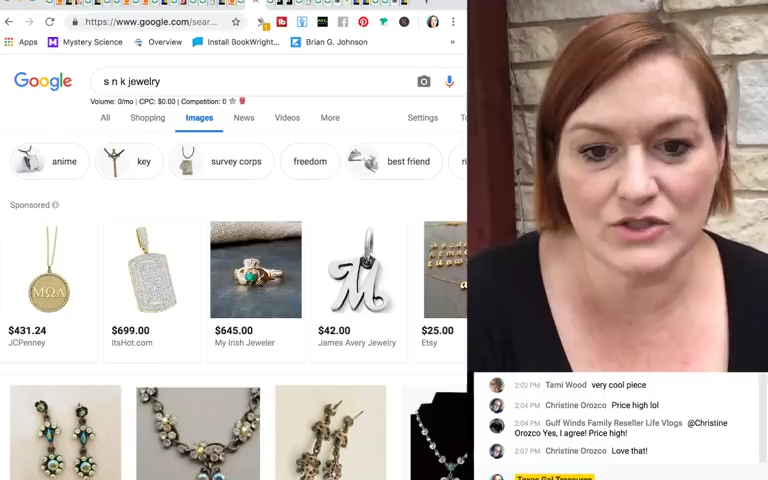 https://www.google.com/sear...
Apps
Mystery Science
Overview
Install BookWright...
Brian G. Johnson
»
Google
s n k jewelry
Volume: 0/mo | CPC: $0.00 | Competition: 0
All Shopping Images News Videos More Settings
anime
key
survey corps
freedom
best friend
Sponsored
ΜΩΛ
M
$431.24
JCPenney
$699.00
ItsHot.com
$645.00
My Irish Jeweler
$42.00
James Avery Jewelry
$25.00
Etsy
2:02 PM Tami Wood very cool piece
2:04 PM Christine Orozco Price high lol
2:04 PM Gulf Winds Family Reseller Life Vlogs @Christine
Orozco Yes, I agree! Price high!
2:07 PM Christine Orozco Love that!
Texas Gal Treasures